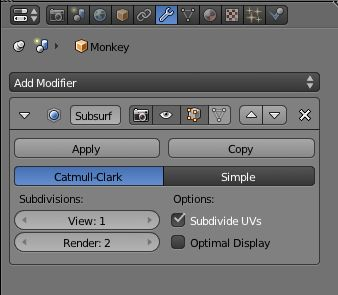 Monkey
Add Modifier
Subsurf
Apply Copy
Catmull-Clark Simple
Subdivisions: Options:
View: 1 Subdivide UVs
Render: 2 Optimal Display